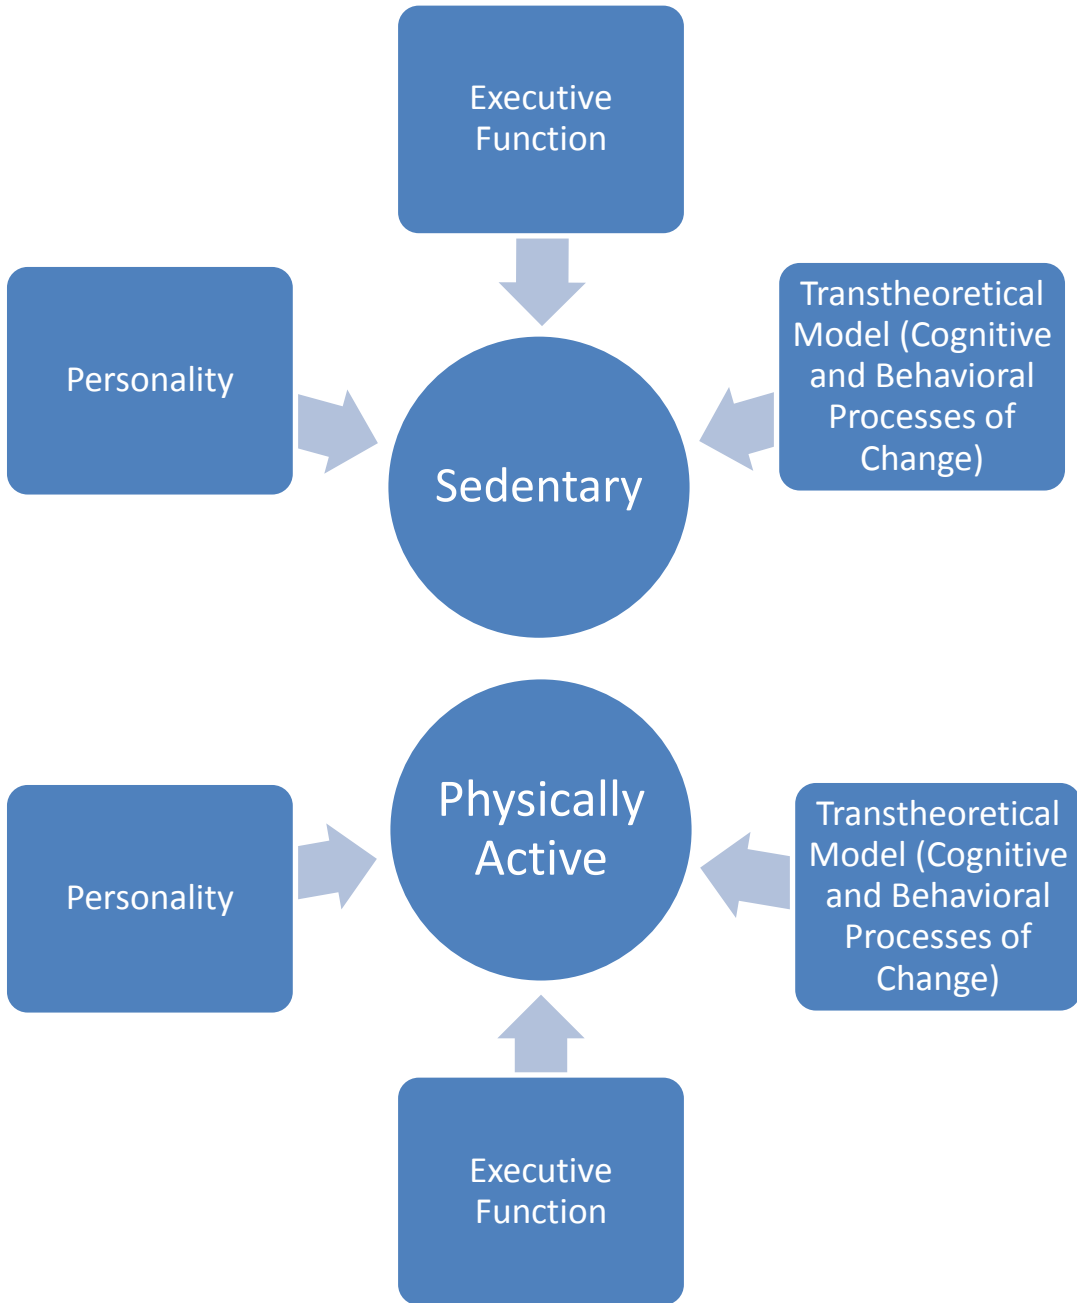 Executive
Function
Personality
Transtheoretical
Model (Cognitive
and Behavioral
Processes of
Change)
Sedentary
Physically
Active
Personality
Transtheoretical
Model (Cognitive
and Behavioral
Processes of
Change)
Executive
Function